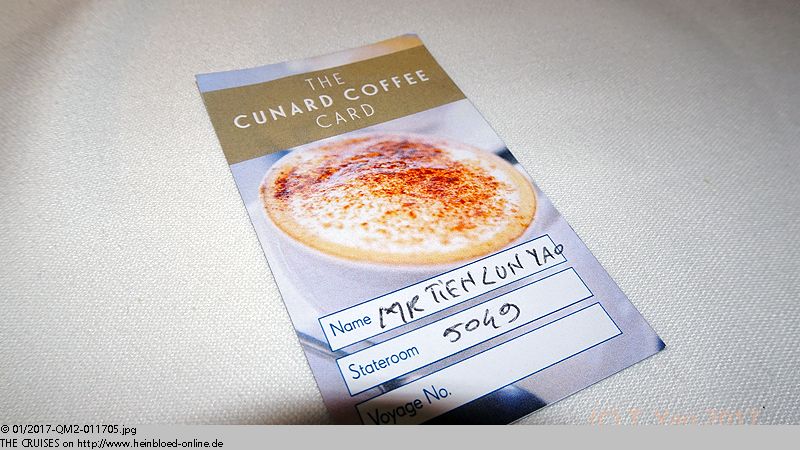 THE
CUNARD COFFEE
CARD
Name MR TIEN LUN YAO
Stateroom 5049
Voyage No.
© 01/2017-QM2-011705.jpg
THE CRUISES on http://www.heinbloed-online.de